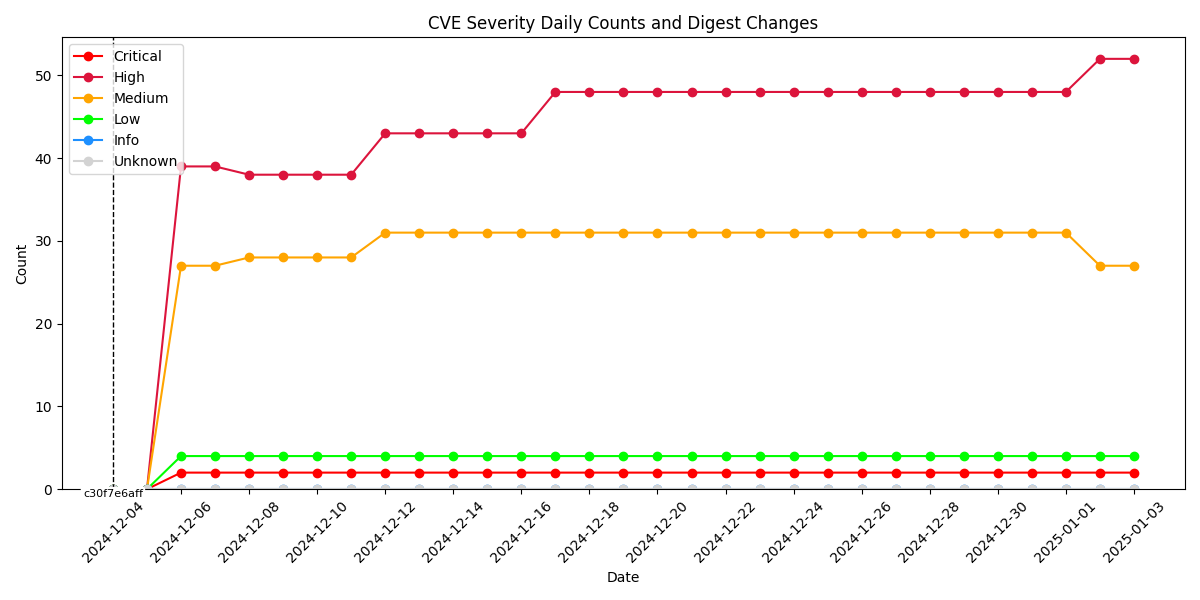 CVE Severity Daily Counts and Digest Changes
Critical
High
Medium
Low
Info
Unknown
Count
50
40
30
20
10
0
c30f7e6aff
2024-12-04
2024-12-06
2024-12-08
2024-12-10
2024-12-12
2024-12-14
2024-12-16
2024-12-18
2024-12-20
2024-12-22
2024-12-24
2024-12-26
2024-12-28
2024-12-30
2025-01-01
2025-01-03
Date